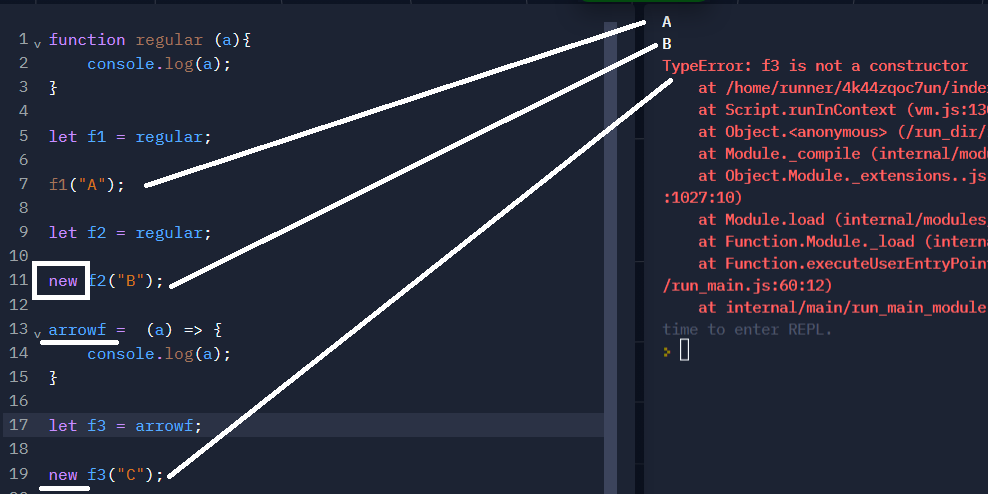 1 function regular (a){
2 console.log(a);
3 }
4
5 let f1 = regular;
6
7 f1("A");
8
9 let f2 = regular;
10
11 new f2("B");
12
13 arrowf = (a) => {
14 console.log(a);
15 }
16
17 let f3 = arrowf;
18
19 new f3("C");
A
B
TypeError: f3 is not a constructor
at /home/runner/4k44zqoc7un/inde
at Script.runInContext (vm.js:13
at Object.<anonymous> (/run_dir/
at Module._compile (internal/mod
at Object.Module._extensions..js
:1027:10)
at Module.load (internal/modules
at Function.Module._load (intern
at Function.executeUserEntryPoin
/run_main.js:60:12)
at internal/main/run_main_module
time to enter REPL.
>